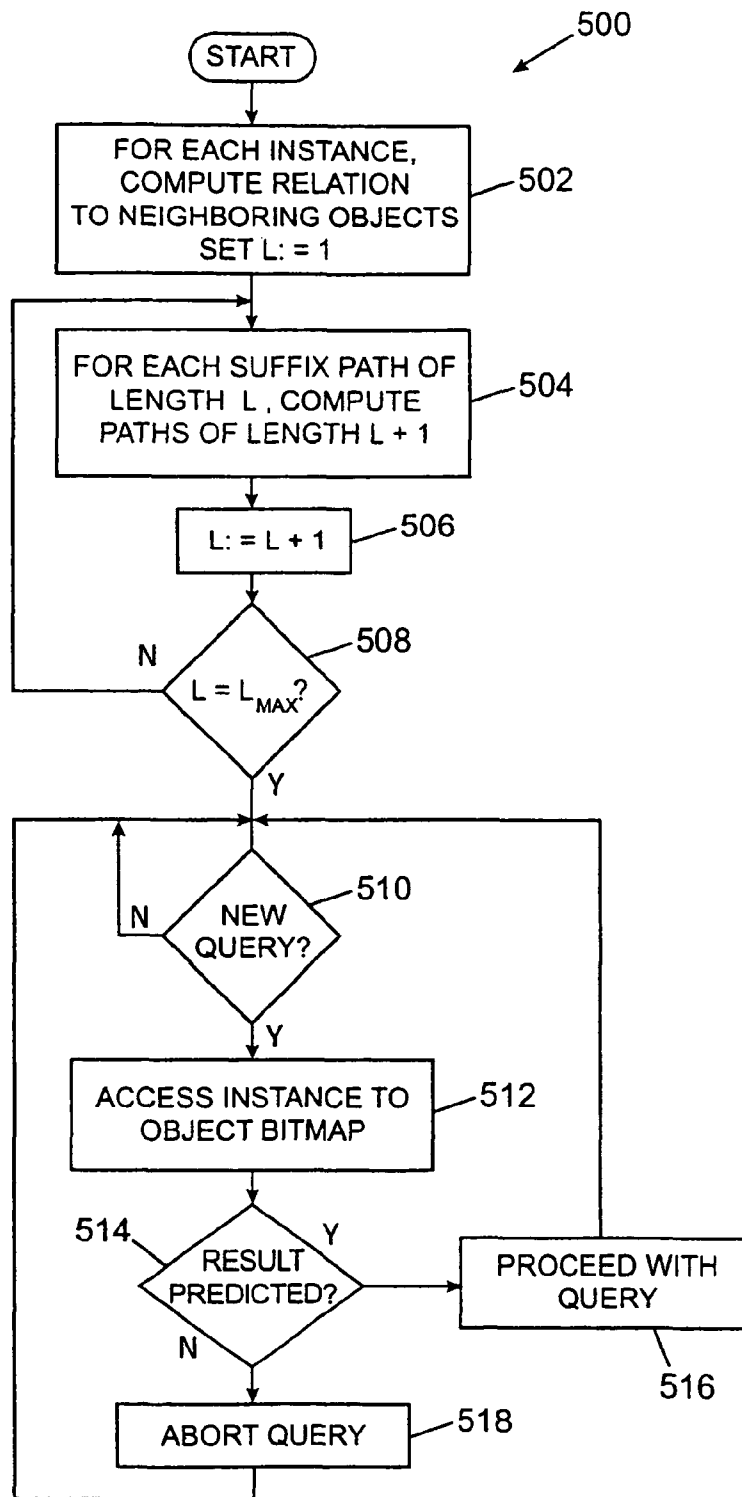 500
START
FOR EACH INSTANCE,
COMPUTE RELATION
TO NEIGHBORING OBJECTS
SET L: = 1
502
FOR EACH SUFFIX PATH OF
LENGTH L , COMPUTE
PATHS OF LENGTH L + 1
504
L: = L + 1
506
N
508
L = LMAX?
Y
510
N
NEW
QUERY?
Y
ACCESS INSTANCE TO
OBJECT BITMAP
512
514
Y
RESULT
PREDICTED?
N
PROCEED WITH
QUERY
516
ABORT QUERY
518